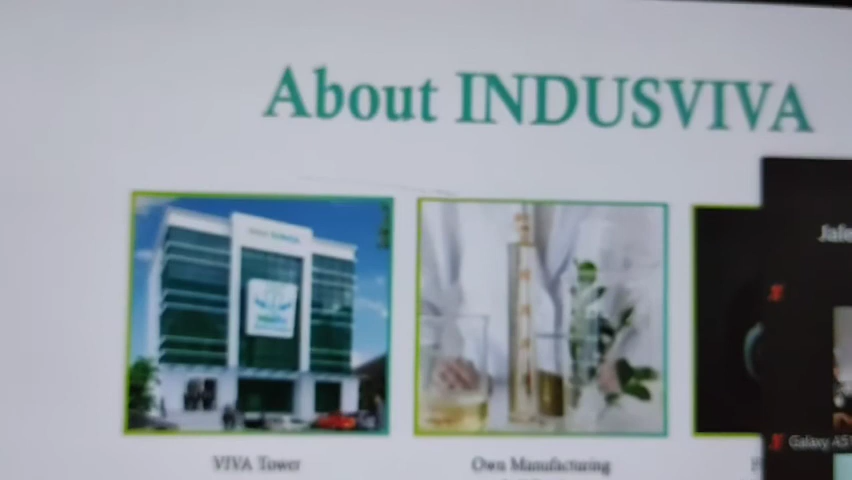 About INDUSVIVA
VIVA Tower
Own Manufacturing
Galaxy A5